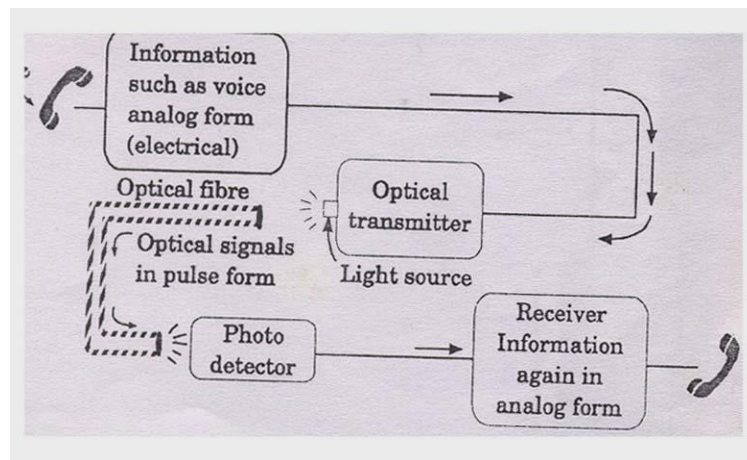 Information
such as voice
analog form
(electrical)
Optical fibre
Optical
transmitter
Optical signals
in pulse form
Light source
Photo
detector
Receiver
Information
again in
analog form